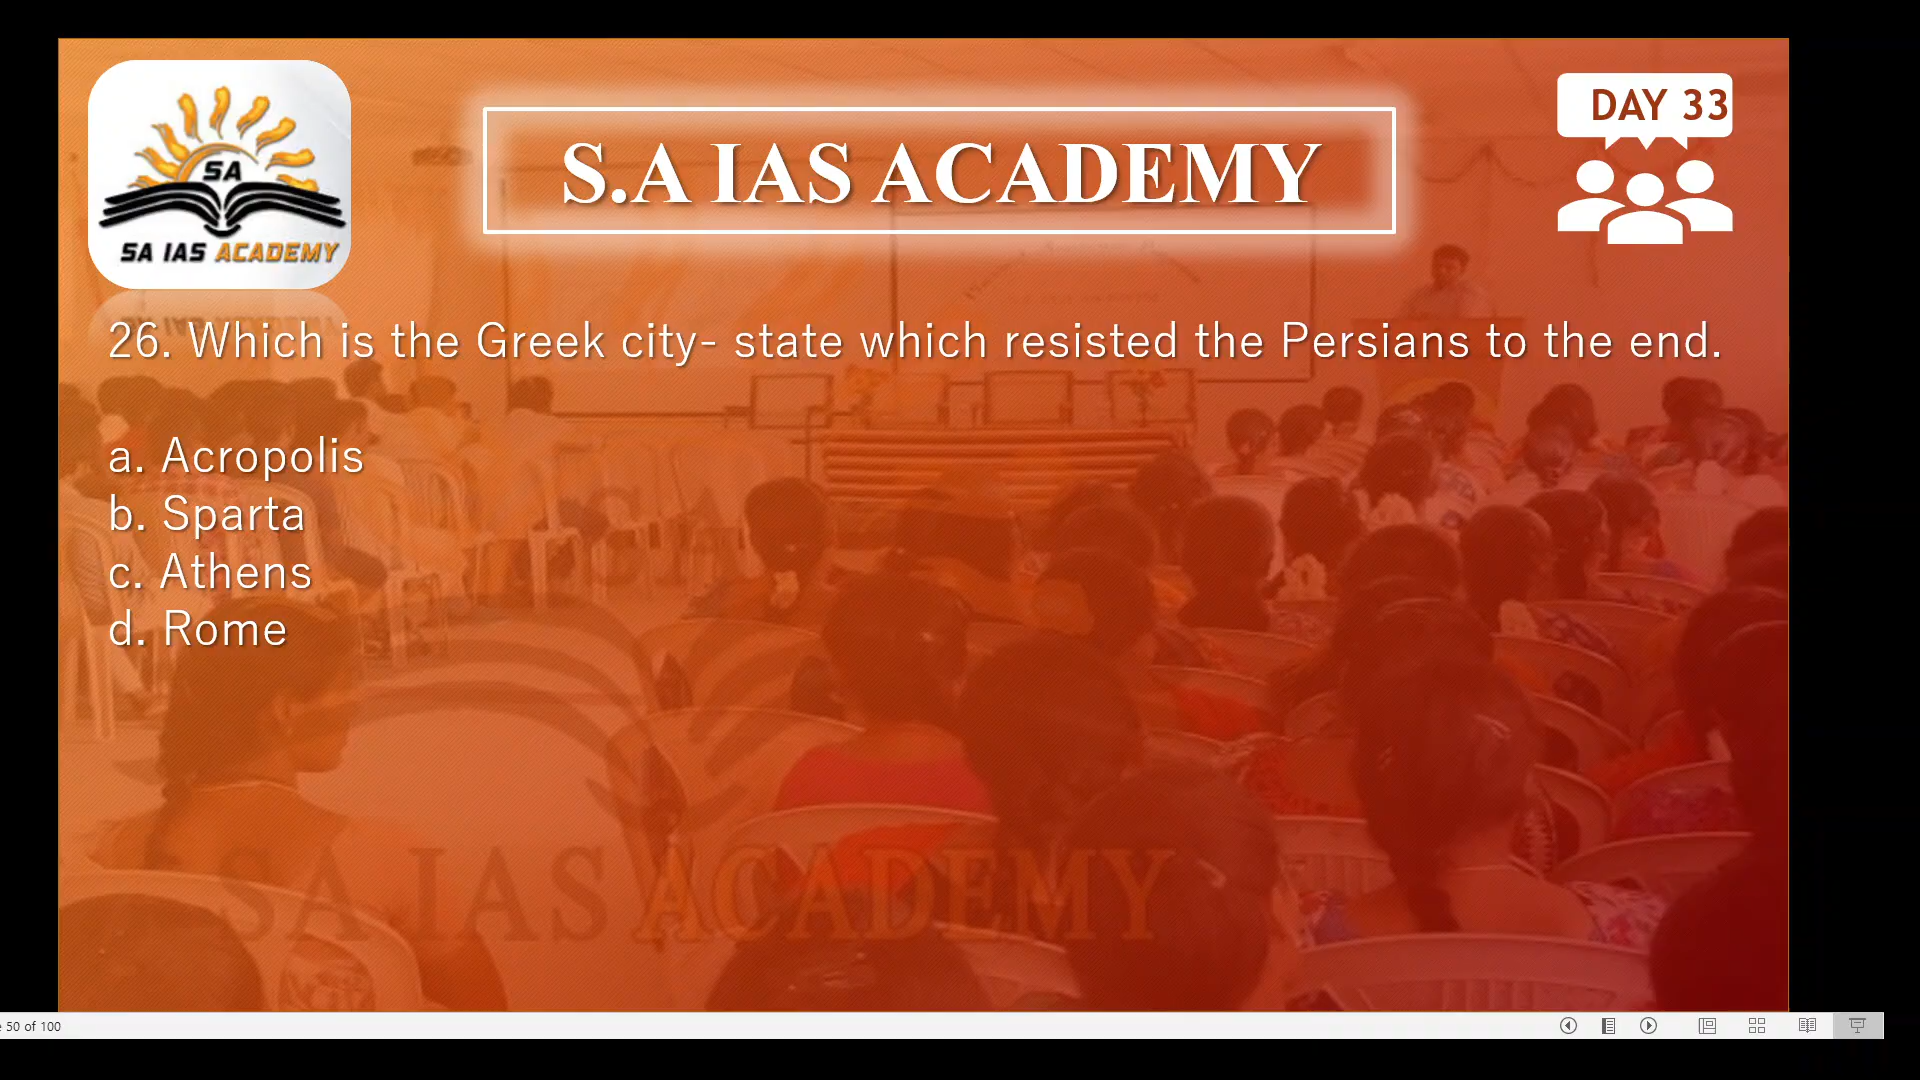 SA
SA IAS ACADEMY
S.A IAS ACADEMY
DAY 33
26. Which is the Greek city- state which resisted the Persians to the end.
a. Acropolis
b. Sparta
c. Athens
d. Rome
SA IAS ACADEMY
50 of 100